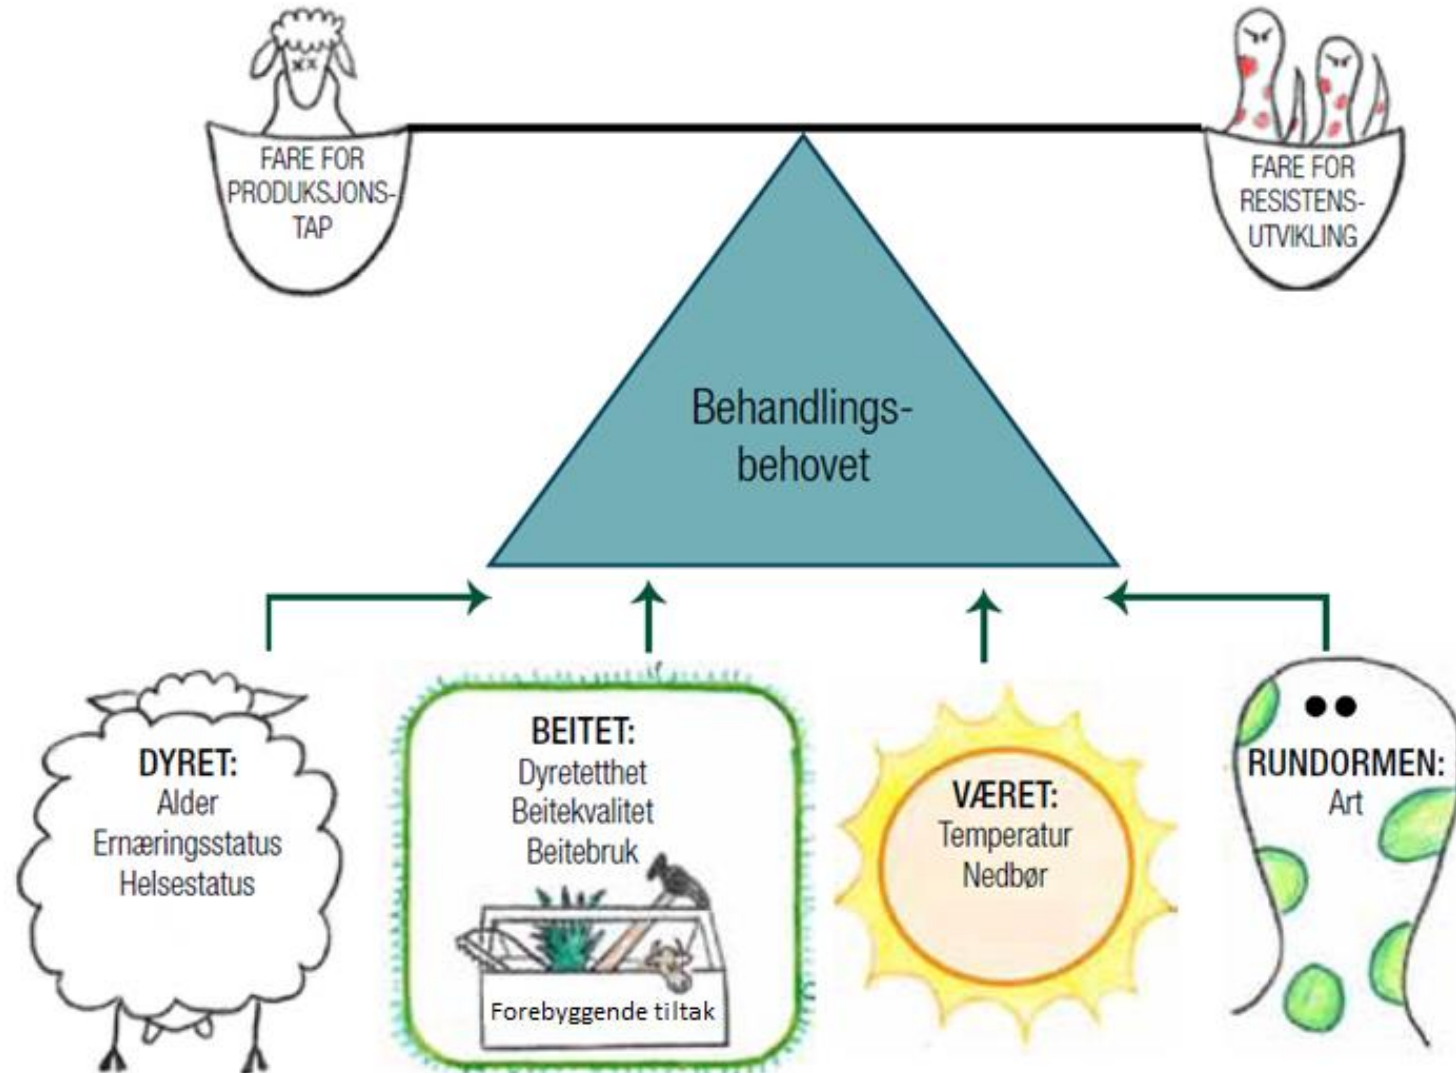 FARE FOR
PRODUKSJONS-
TAP
FARE FOR
RESISTENS-
UTVIKLING
Behandlings-
behovet
DYRET:
Alder
Ernæringsstatus
Helsestatus
BEITET:
Dyretetthet
Beitekvalitet
Beitebruk
Forebyggende tiltak
VÆRET:
Temperatur
Nedbør
RUNDORMEN:
Art